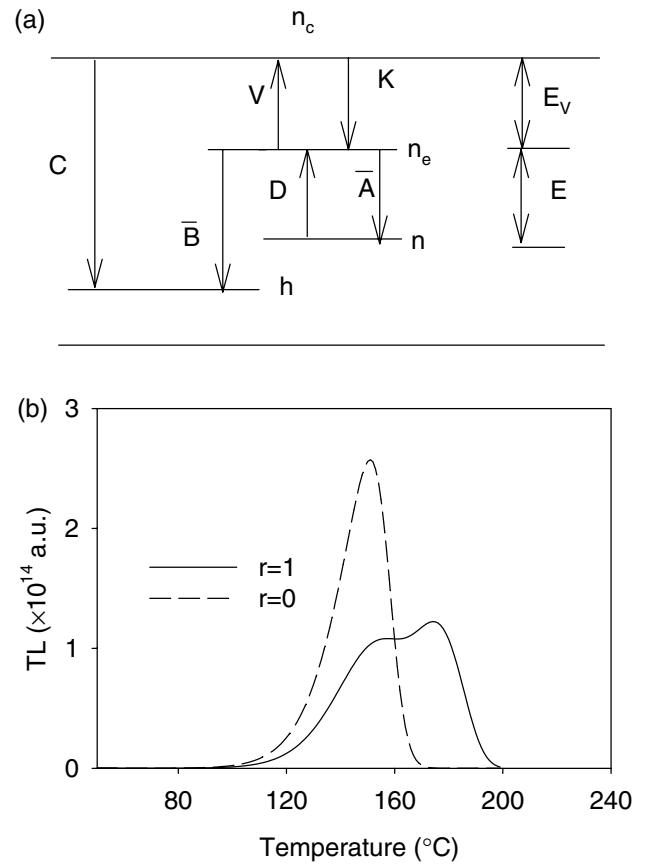 (a)
n_c
V
K
E_V
C
n_e
D
A̅
E
B̅
n
h
(b)
3
2
1
0
r=1
r=0
TL (×10^14 a.u.)
80 120 160 200 240
Temperature (°C)